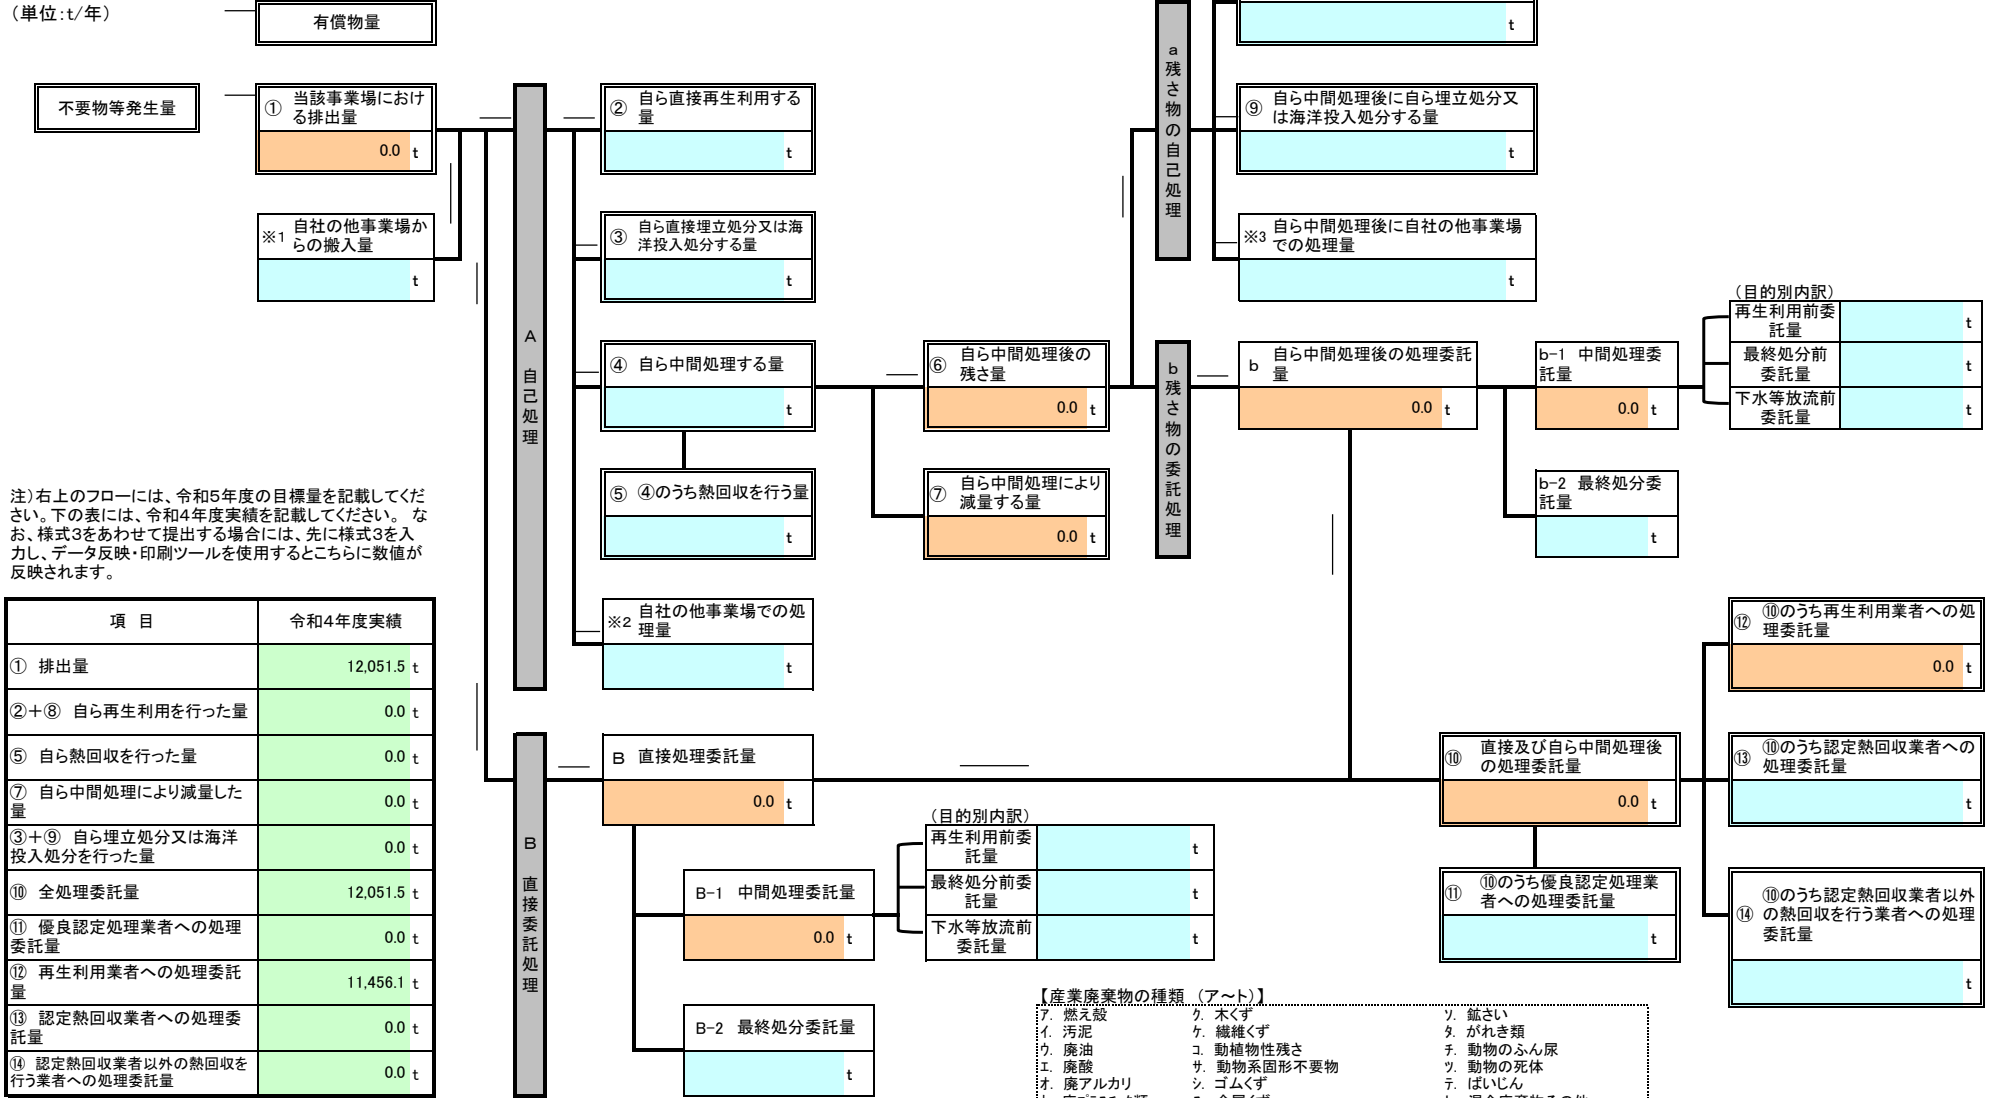 （単位：t/年）
有償物量
不要物等発生量
① 当該事業場におけ
る排出量
0.0 t
※1 自社の他事業場か
らの搬入量
t
A 自己処理
② 自ら直接再生利用する
量
t
③ 自ら直接埋立処分又は海
洋投入処分する量
t
④ 自ら中間処理する量
t
⑤ ④のうち熱回収を行う量
t
※2 自社の他事業場での処
理量
t
⑥ 自ら中間処理後の
残さ量
0.0 t
⑦ 自ら中間処理により
減量する量
0.0 t
a 残さ物の自己処理
t
⑨ 自ら中間処理後に自ら埋立処分又
は海洋投入処分する量
t
※3 自ら中間処理後に自社の他事業場
での処理量
t
b 残さ物の委託処理
b 自ら中間処理後の処理委託
量
0.0 t
b-1 中間処理委
託量
0.0 t
b-2 最終処分委
託量
t
（目的別内訳）
再生利用前委
託量
t
最終処分前
委託量
t
下水等放流前
委託量
t
注）右上のフローには、令和5年度の目標量を記載してくだ
さい。下の表には、令和4年度実績を記載してください。 な
お、様式3をあわせて提出する場合には、先に様式3を入
力し、データ反映・印刷ツールを使用するとこちらに数値が
反映されます。
項 目 令和4年度実績
① 排出量 12,051.5 t
②＋⑧ 自ら再生利用を行った量 0.0 t
⑤ 自ら熱回収を行った量 0.0 t
⑦ 自ら中間処理により減量した
量 0.0 t
③＋⑨ 自ら埋立処分又は海洋
投入処分を行った量 0.0 t
⑩ 全処理委託量 12,051.5 t
⑪ 優良認定処理業者への処理
委託量 0.0 t
⑫ 再生利用業者への処理委託
量 11,456.1 t
⑬ 認定熱回収業者への処理委
託量 0.0 t
⑭ 認定熱回収業者以外の熱回収を
行う業者への処理委託量 0.0 t
B 直接委託処理
B 直接処理委託量
0.0 t
B-1 中間処理委託量
0.0 t
B-2 最終処分委託量
t
（目的別内訳）
再生利用前委
託量
t
最終処分前委
託量
t
下水等放流前
委託量
t
⑩ 直接及び自ら中間処理後
の処理委託量
0.0 t
⑪ ⑩のうち優良認定処理業
者への処理委託量
t
⑫ ⑩のうち再生利用業者への処
理委託量
0.0 t
⑬ ⑩のうち認定熱回収業者への
処理委託量
t
⑭ ⑩のうち認定熱回収業者以外
の熱回収を行う業者への処理
委託量
t
【産業廃棄物の種類 （ア～ト）】
ア. 燃え殻 ク. 木くず ソ. 鉱さい
イ. 汚泥 ケ. 繊維くず タ. がれき類
ウ. 廃油 コ. 動植物性残さ チ. 動物のふん尿
エ. 廃酸 サ. 動物系固形不要物 ツ. 動物の死体
オ. 廃アルカリ シ. ゴムくず テ. ばいじん